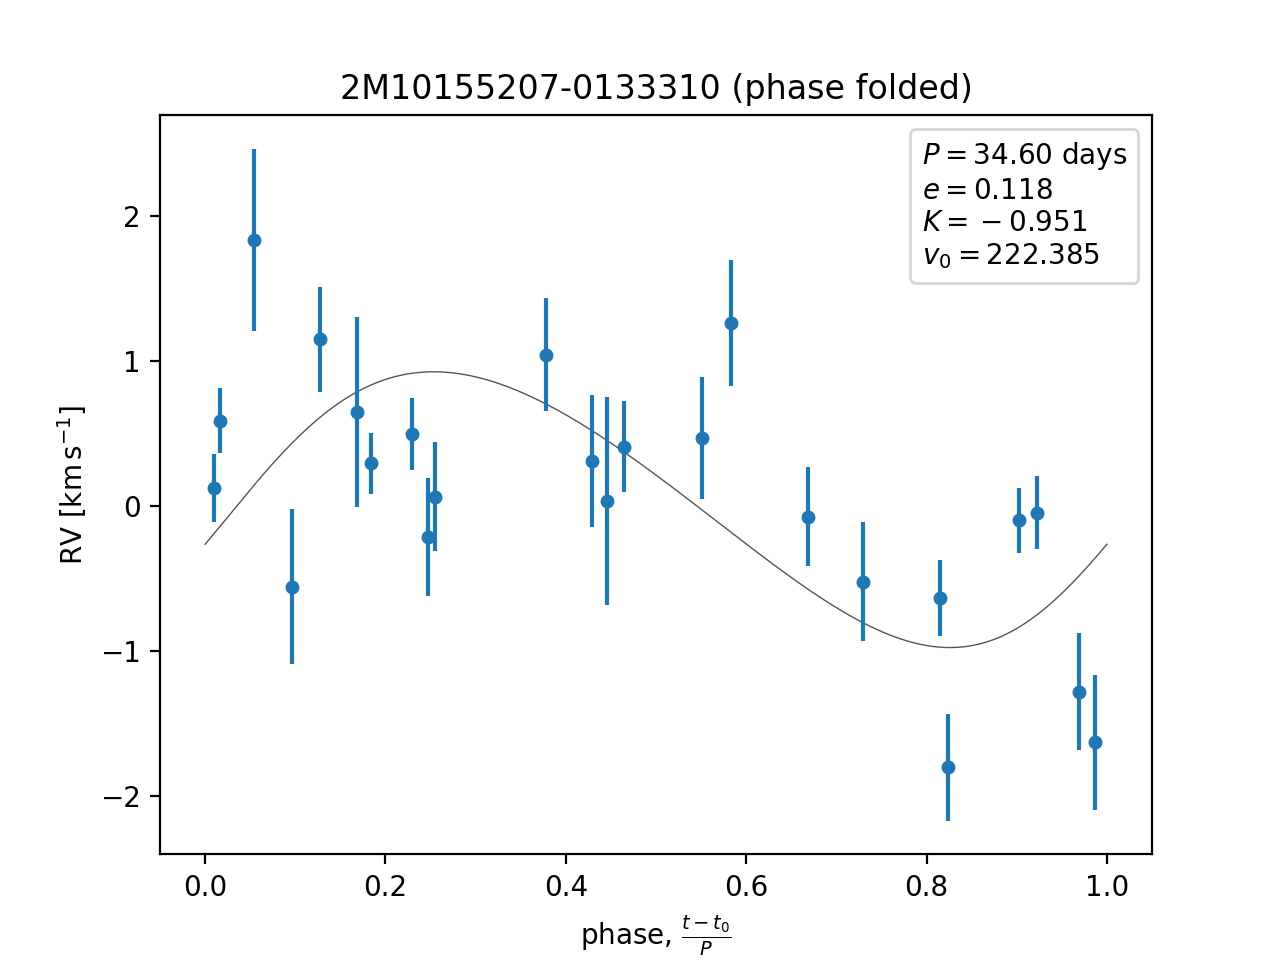 2M10155207-0133310 (phase folded)
P = 34.60 days
e = 0.118
K = −0.951
v₀ = 222.385
RV [km s⁻¹]
2
1
0
−1
−2
0.0 0.2 0.4 0.6 0.8 1.0
phase, (t − t₀)/P